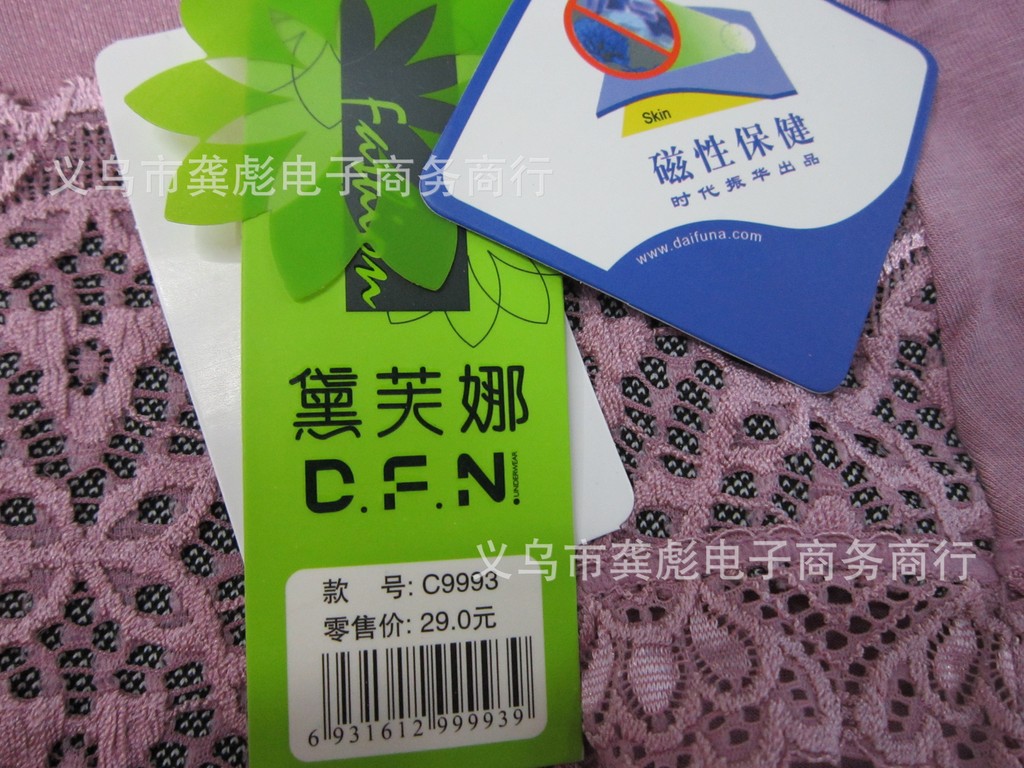 Skin
磁性保健
时代振华出品
www.daifuna.com
义乌市龚彪电子商务商行
黛芙娜
D.F.N.
UNDERWEAR
义乌市龚彪电子商务商行
款 号: C9993
零售价: 29.0元
6 931612 999939